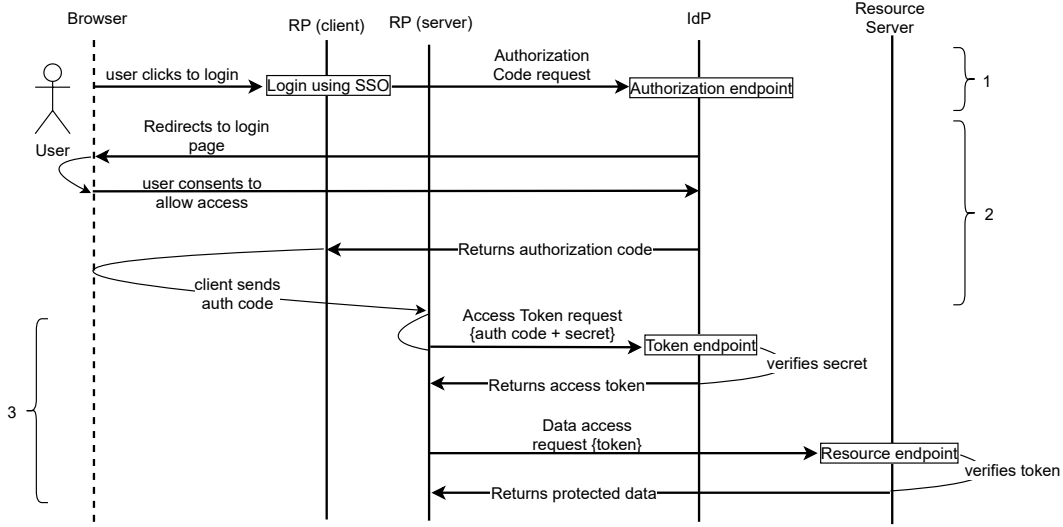 Browser
RP (client)
RP (server)
IdP
Resource
Server
user clicks to login
Login using SSO
Authorization
Code request
Authorization endpoint
1
User
Redirects to login
page
user consents to
allow access
2
Returns authorization code
client sends
auth code
Access Token request
{auth code + secret}
Token endpoint
verifies secret
Returns access token
3
Data access
request {token}
Resource endpoint
verifies token
Returns protected data